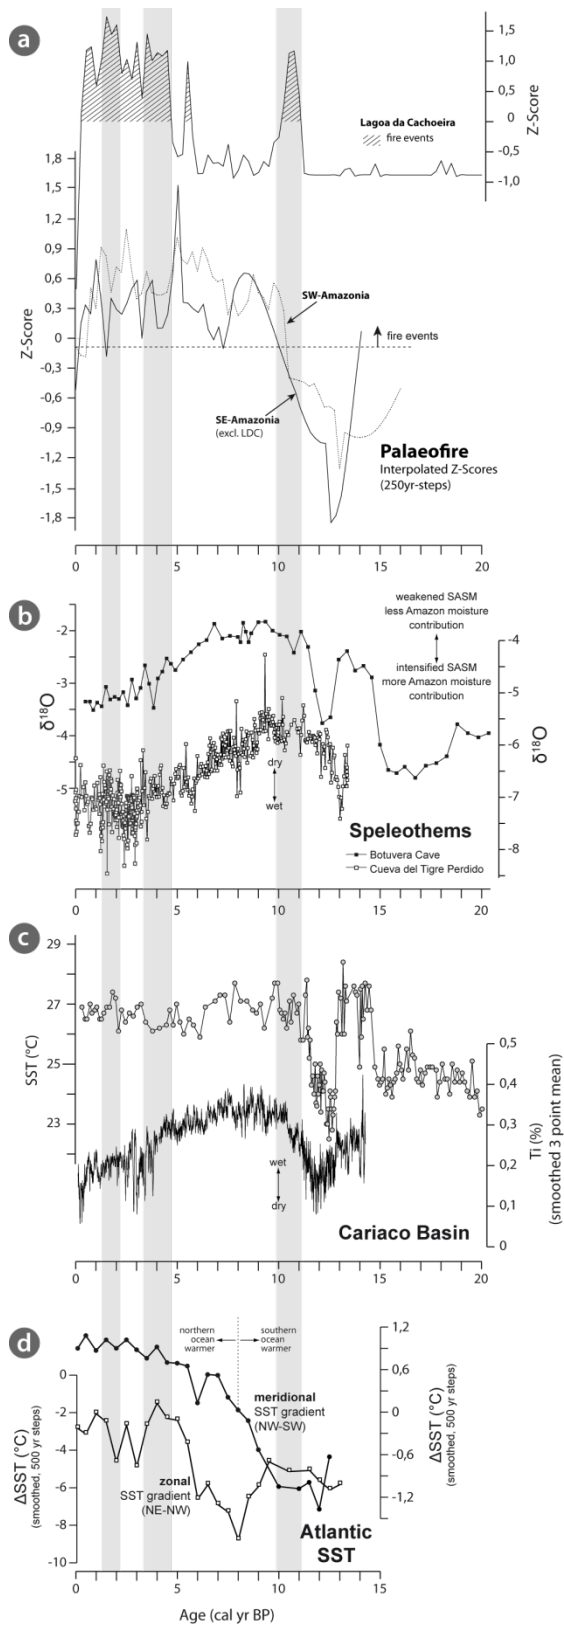 a
1,5
1,0
0,5
0
-0,5
-1,0
Z-Score
Lagoa da Cachoeira
fire events
1,8
1,5
1,2
0,9
0,6
0,3
0
-0,3
-0,6
-0,9
-1,2
-1,5
-1,8
Z-Score
SW-Amazonia
fire events
SE-Amazonia
(excl. LDC)
Palaeofire
Interpolated Z-Scores
(250yr-steps)
0 5 10 15 20
b
-2
-3
-4
-5
δ18O
weakened SASM
less Amazon moisture
contribution
intensified SASM
more Amazon moisture
contribution
-4
-5
-6
-7
-8
δ18O
dry
wet
Speleothems
Botuvera Cave
Cueva del Tigre Perdido
0 5 10 15 20
c
29
27
25
23
SST (°C)
0,5
0,4
0,3
0,2
0,1
0
Ti (%)
(smoothed 3 point mean)
wet
dry
Cariaco Basin
0 5 10 15 20
d
northern
ocean
warmer
southern
ocean
warmer
1,2
0,6
0
-0,6
-1,2
ΔSST (°C)
(smoothed, 500 yr steps)
0
-2
-4
-6
-8
-10
ΔSST (°C)
(smoothed, 500 yr steps)
meridional
SST gradient
(NW-SW)
zonal
SST gradient
(NE-NW)
Atlantic
SST
0 5 10 15
Age (cal yr BP)